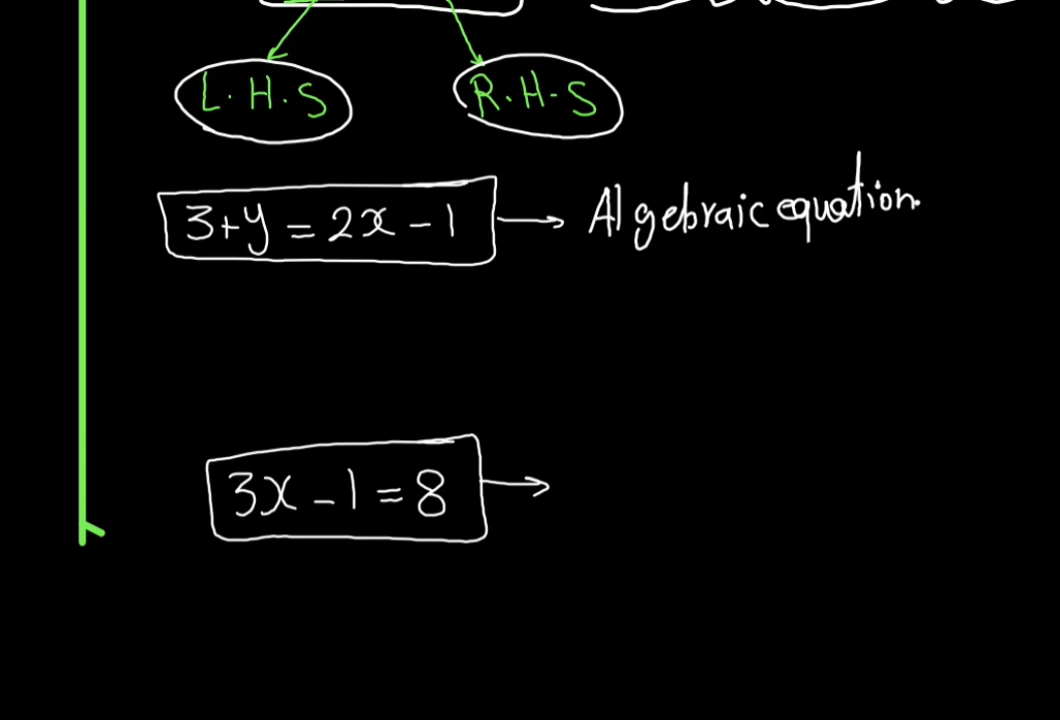 L.H.S R.H-S
3+y = 2x - 1 → Algebraic equation.
3x - 1 = 8 →